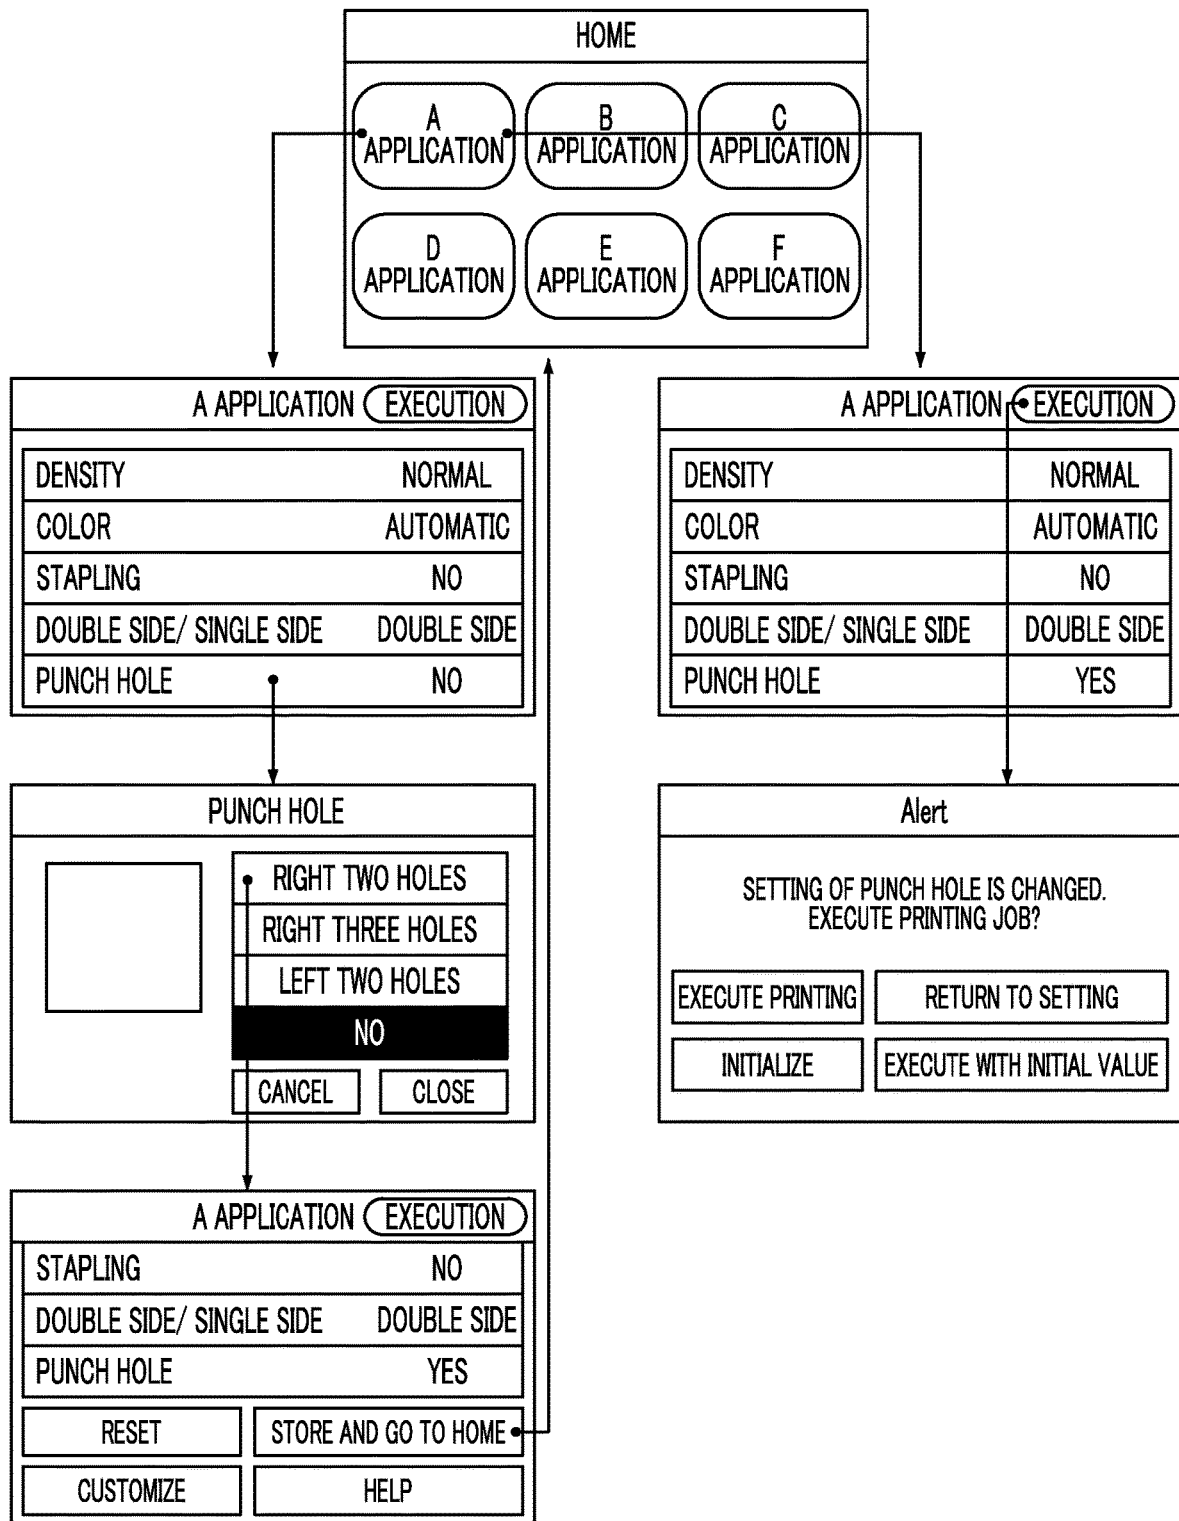 HOME
A
APPLICATION
B
APPLICATION
C
APPLICATION
D
APPLICATION
E
APPLICATION
F
APPLICATION
A APPLICATION EXECUTION
DENSITY NORMAL
COLOR AUTOMATIC
STAPLING NO
DOUBLE SIDE/ SINGLE SIDE DOUBLE SIDE
PUNCH HOLE NO
A APPLICATION EXECUTION
DENSITY NORMAL
COLOR AUTOMATIC
STAPLING NO
DOUBLE SIDE/ SINGLE SIDE DOUBLE SIDE
PUNCH HOLE YES
PUNCH HOLE
RIGHT TWO HOLES
RIGHT THREE HOLES
LEFT TWO HOLES
NO
CANCEL CLOSE
Alert
SETTING OF PUNCH HOLE IS CHANGED.
EXECUTE PRINTING JOB?
EXECUTE PRINTING RETURN TO SETTING
INITIALIZE EXECUTE WITH INITIAL VALUE
A APPLICATION EXECUTION
STAPLING NO
DOUBLE SIDE/ SINGLE SIDE DOUBLE SIDE
PUNCH HOLE YES
RESET STORE AND GO TO HOME
CUSTOMIZE HELP